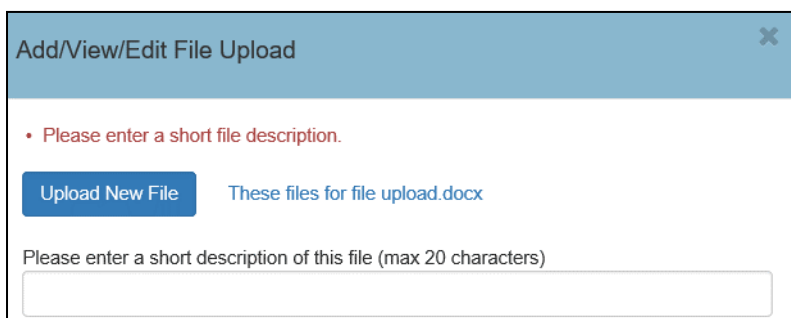 Add/View/Edit File Upload
• Please enter a short file description.
Upload New File
These files for file upload.docx
Please enter a short description of this file (max 20 characters)